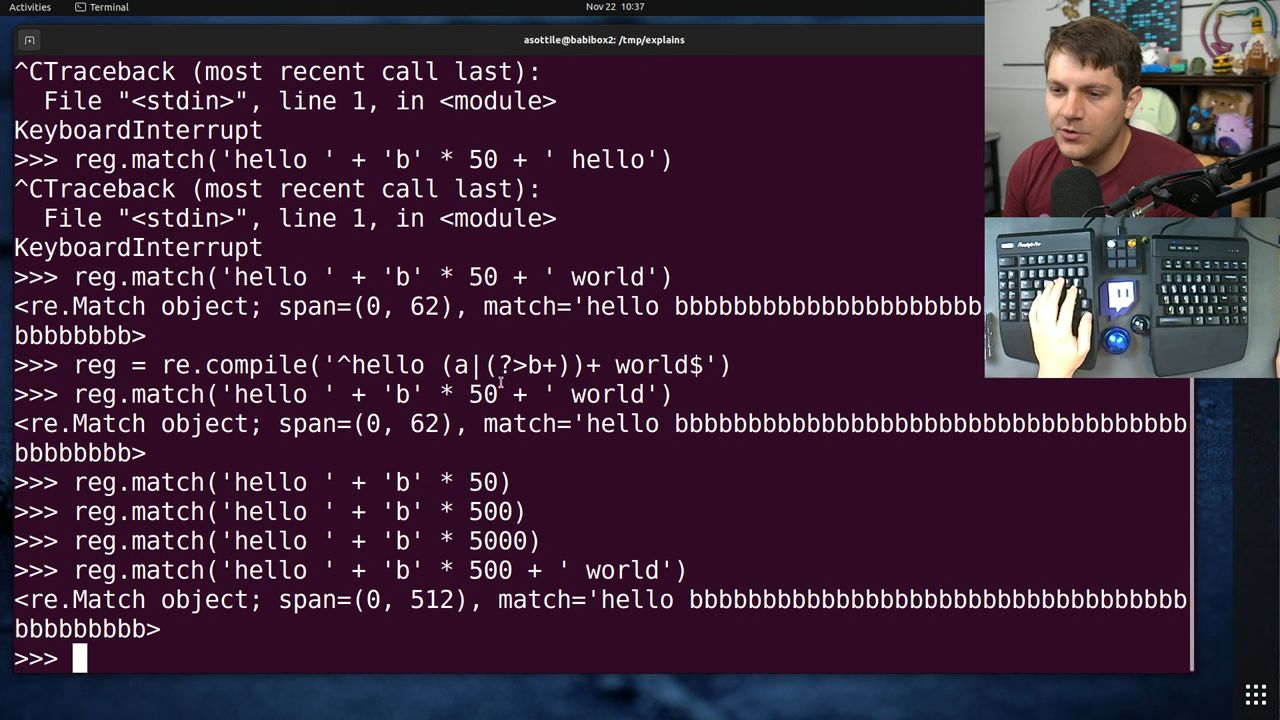 Activities
Terminal
Nov 22 10:37
asottile@babibox2: /tmp/explains
^CTraceback (most recent call last):
  File "<stdin>", line 1, in <module>
KeyboardInterrupt
>>> reg.match('hello ' + 'b' * 50 + ' hello')
^CTraceback (most recent call last):
  File "<stdin>", line 1, in <module>
KeyboardInterrupt
>>> reg.match('hello ' + 'b' * 50 + ' world')
<re.Match object; span=(0, 62), match='hello bbbbbbbbbbbbbbbbbbbbb
bbbbbbbb>
>>> reg = re.compile('^hello (a|(?>b+))+ world$')
>>> reg.match('hello ' + 'b' * 50 + ' world')
<re.Match object; span=(0, 62), match='hello bbbbbbbbbbbbbbbbbbbbbbbbbbbbbbbbbbb
bbbbbbbb>
>>> reg.match('hello ' + 'b' * 50)
>>> reg.match('hello ' + 'b' * 500)
>>> reg.match('hello ' + 'b' * 5000)
>>> reg.match('hello ' + 'b' * 500 + ' world')
<re.Match object; span=(0, 512), match='hello bbbbbbbbbbbbbbbbbbbbbbbbbbbbbbbbbb
bbbbbbbbb>
>>>